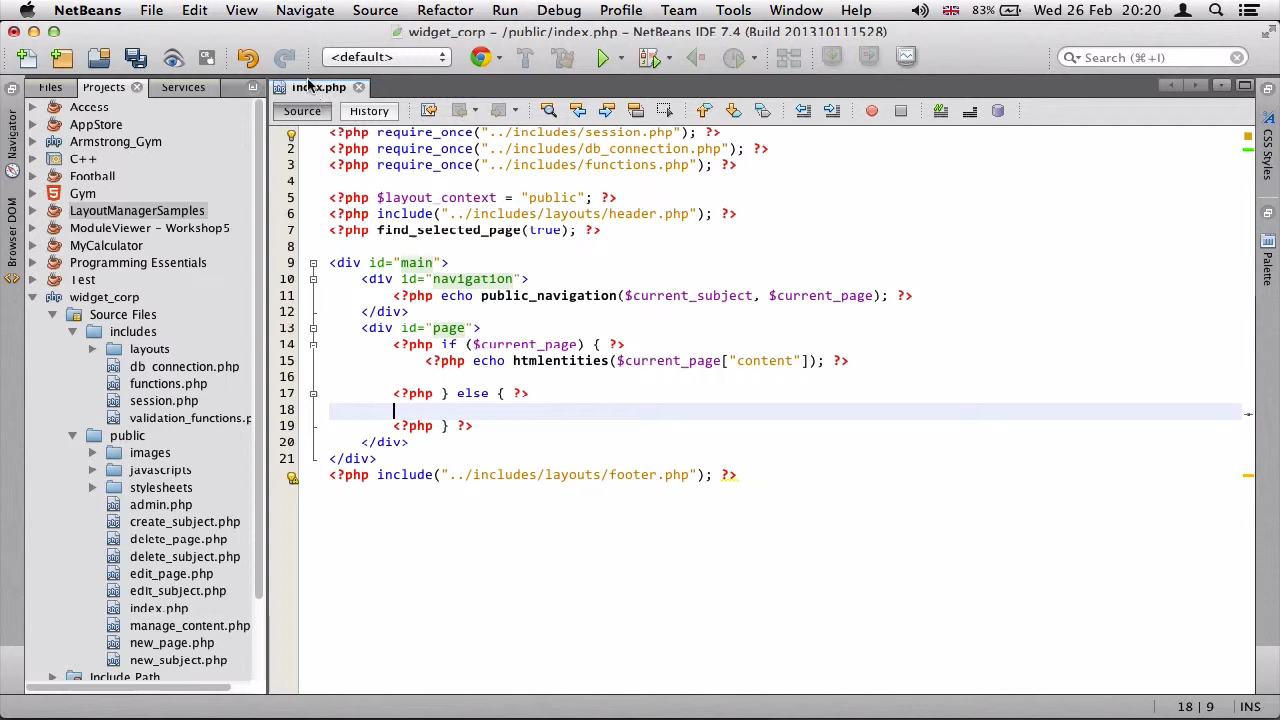 NetBeans File Edit View Navigate Source Refactor Run Debug Profile Team Tools Window Help 83% Wed 26 Feb 20:20
widget_corp - /public/index.php - NetBeans IDE 7.4 (Build 201310111528)
<default> Search (⌘+I)
Files Projects Services index.php
Source History
Navigator
Browser DOM
CSS Styles
Palette
Access
AppStore
Armstrong_Gym
C++
Football
Gym
LayoutManagerSamples
ModuleViewer - Workshop5
MyCalculator
Programming Essentials
Test
widget_corp
Source Files
includes
layouts
db_connection.php
functions.php
session.php
validation_functions.p
public
images
javascripts
stylesheets
admin.php
create_subject.php
delete_page.php
delete_subject.php
edit_page.php
edit_subject.php
index.php
manage_content.php
new_page.php
new_subject.php
Include Path
<?php require_once("../includes/session.php"); ?>
2 <?php require_once("../includes/db_connection.php"); ?>
3 <?php require_once("../includes/functions.php"); ?>
4
5 <?php $layout_context = "public"; ?>
6 <?php include("../includes/layouts/header.php"); ?>
7 <?php find_selected_page(true); ?>
8
9 <div id="main">
10 <div id="navigation">
11 <?php echo public_navigation($current_subject, $current_page); ?>
12 </div>
13 <div id="page">
14 <?php if ($current_page) { ?>
15 <?php echo htmlentities($current_page["content"]); ?>
16
17 <?php } else { ?>
18
19 <?php } ?>
20 </div>
21 </div>
<?php include("../includes/layouts/footer.php"); ?>
18 | 9 INS